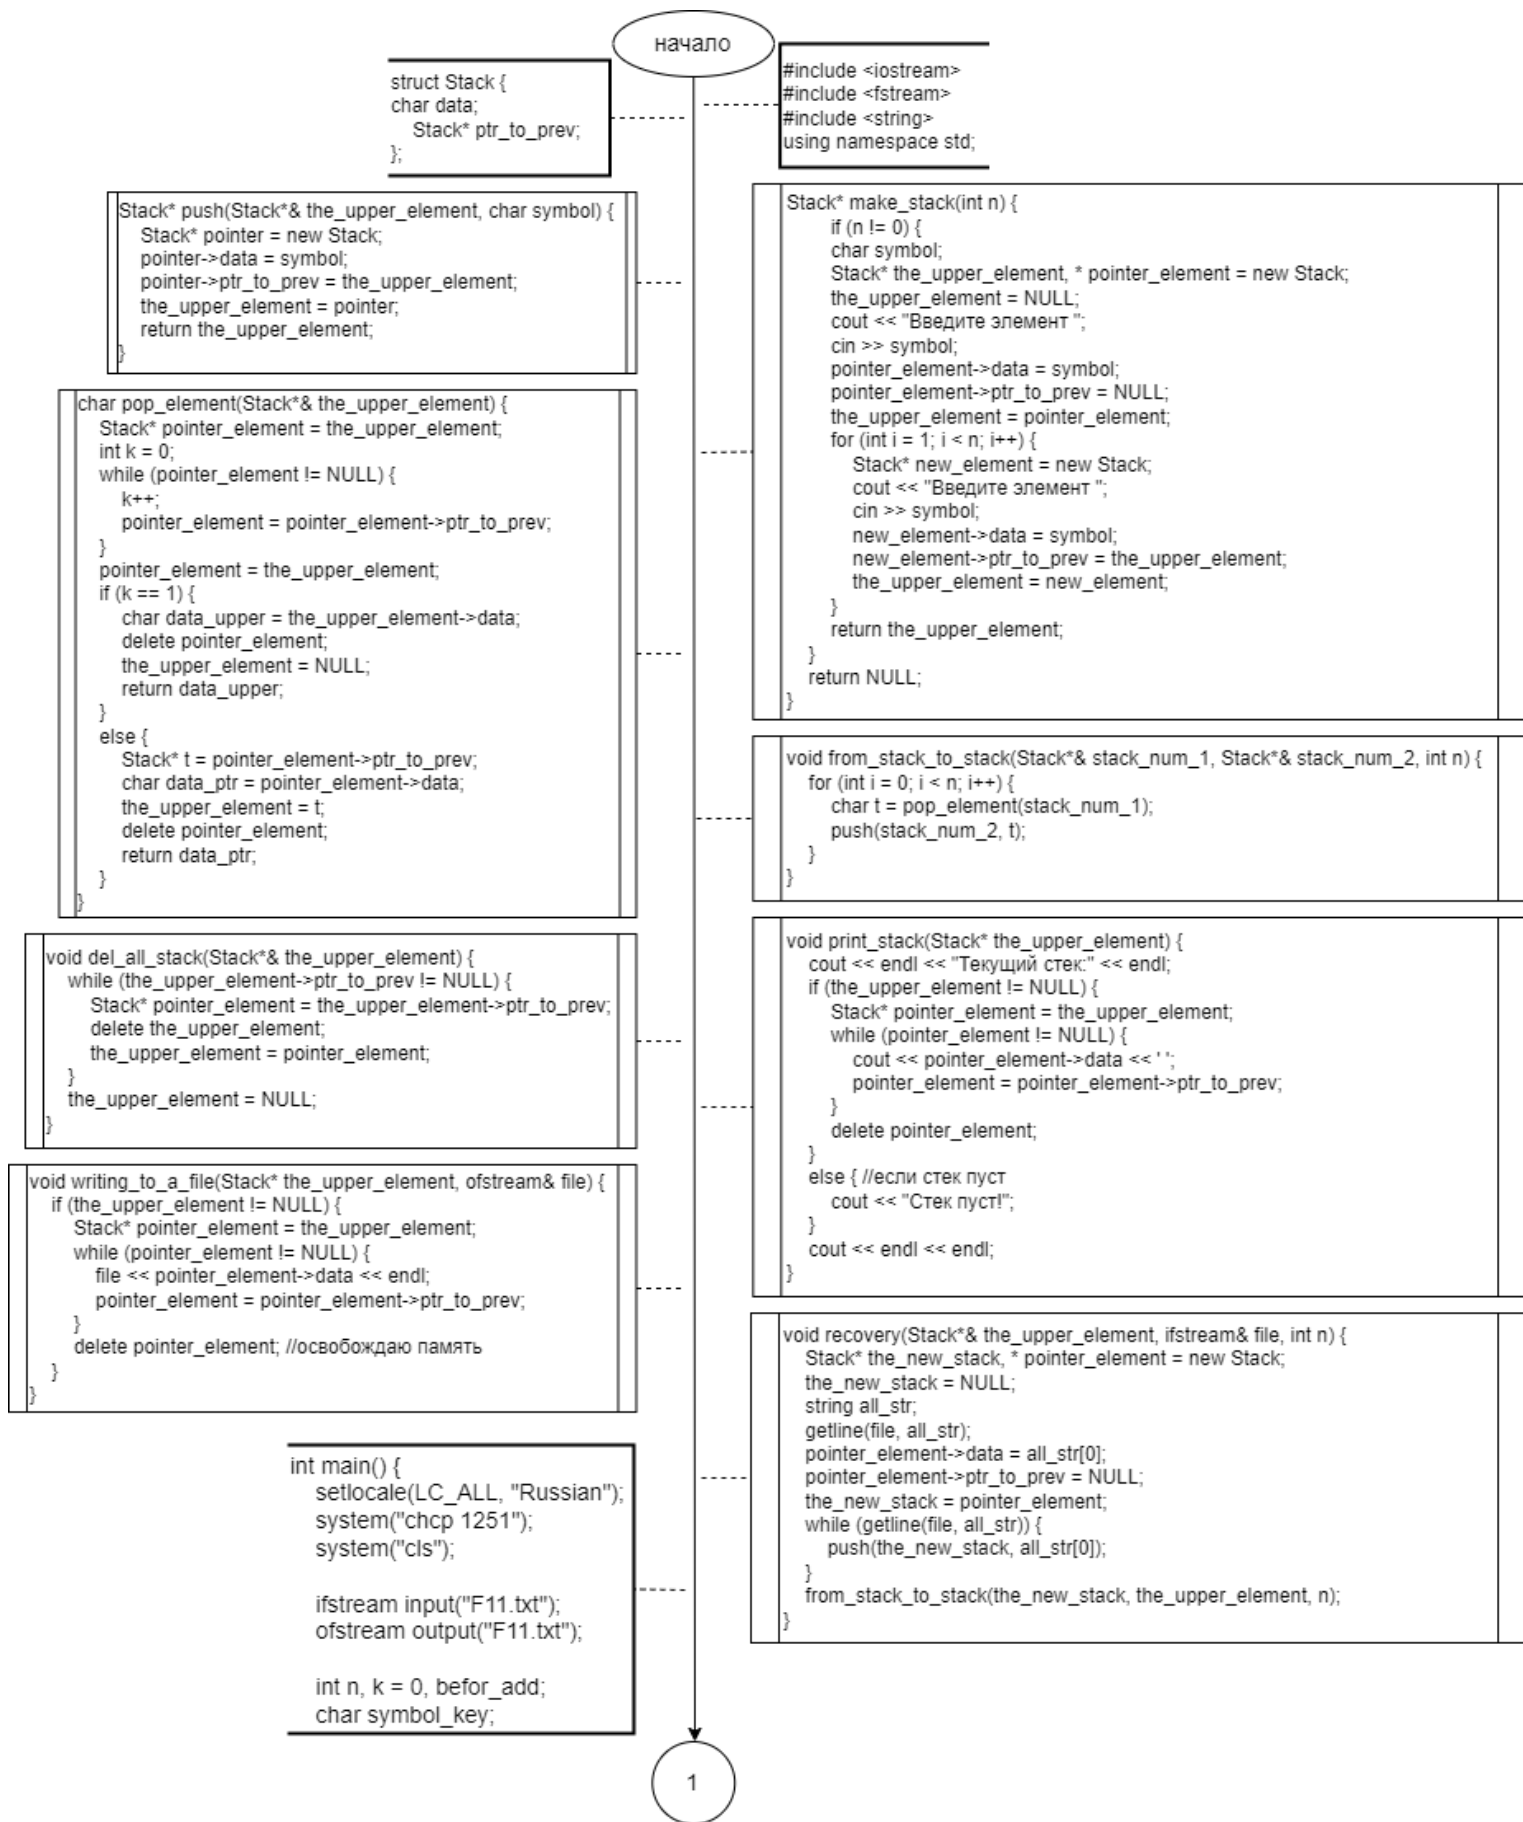 начало
struct Stack {
char data;
Stack* ptr_to_prev;
};
#include <iostream>
#include <fstream>
#include <string>
using namespace std;
Stack* push(Stack*& the_upper_element, char symbol) {
Stack* pointer = new Stack;
pointer->data = symbol;
pointer->ptr_to_prev = the_upper_element;
the_upper_element = pointer;
return the_upper_element;
}
Stack* make_stack(int n) {
if (n != 0) {
char symbol;
Stack* the_upper_element, * pointer_element = new Stack;
the_upper_element = NULL;
cout << "Введите элемент ";
cin >> symbol;
pointer_element->data = symbol;
pointer_element->ptr_to_prev = NULL;
the_upper_element = pointer_element;
for (int i = 1; i < n; i++) {
Stack* new_element = new Stack;
cout << "Введите элемент ";
cin >> symbol;
new_element->data = symbol;
new_element->ptr_to_prev = the_upper_element;
the_upper_element = new_element;
}
return the_upper_element;
}
return NULL;
}
char pop_element(Stack*& the_upper_element) {
Stack* pointer_element = the_upper_element;
int k = 0;
while (pointer_element != NULL) {
k++;
pointer_element = pointer_element->ptr_to_prev;
}
pointer_element = the_upper_element;
if (k == 1) {
char data_upper = the_upper_element->data;
delete pointer_element;
the_upper_element = NULL;
return data_upper;
}
else {
Stack* t = pointer_element->ptr_to_prev;
char data_ptr = pointer_element->data;
the_upper_element = t;
delete pointer_element;
return data_ptr;
}
}
void from_stack_to_stack(Stack*& stack_num_1, Stack*& stack_num_2, int n) {
for (int i = 0; i < n; i++) {
char t = pop_element(stack_num_1);
push(stack_num_2, t);
}
}
void del_all_stack(Stack*& the_upper_element) {
while (the_upper_element->ptr_to_prev != NULL) {
Stack* pointer_element = the_upper_element->ptr_to_prev;
delete the_upper_element;
the_upper_element = pointer_element;
}
the_upper_element = NULL;
}
void print_stack(Stack* the_upper_element) {
cout << endl << "Текущий стек:" << endl;
if (the_upper_element != NULL) {
Stack* pointer_element = the_upper_element;
while (pointer_element != NULL) {
cout << pointer_element->data << ' ';
pointer_element = pointer_element->ptr_to_prev;
}
delete pointer_element;
}
else { //если стек пуст
cout << "Стек пуст!";
}
cout << endl << endl;
}
void writing_to_a_file(Stack* the_upper_element, ofstream& file) {
if (the_upper_element != NULL) {
Stack* pointer_element = the_upper_element;
while (pointer_element != NULL) {
file << pointer_element->data << endl;
pointer_element = pointer_element->ptr_to_prev;
}
delete pointer_element; //освобождаю память
}
}
void recovery(Stack*& the_upper_element, ifstream& file, int n) {
Stack* the_new_stack, * pointer_element = new Stack;
the_new_stack = NULL;
string all_str;
getline(file, all_str);
pointer_element->data = all_str[0];
pointer_element->ptr_to_prev = NULL;
the_new_stack = pointer_element;
while (getline(file, all_str)) {
push(the_new_stack, all_str[0]);
}
from_stack_to_stack(the_new_stack, the_upper_element, n);
}
int main() {
setlocale(LC_ALL, "Russian");
system("chcp 1251");
system("cls");
ifstream input("F11.txt");
ofstream output("F11.txt");
int n, k = 0, befor_add;
char symbol_key;
1